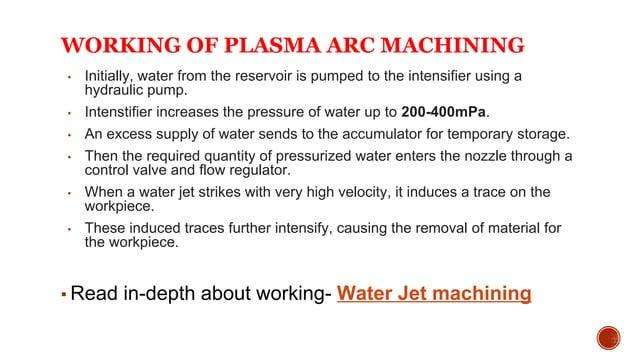 WORKING OF PLASMA ARC MACHINING
• Initially, water from the reservoir is pumped to the intensifier using a
hydraulic pump.
• Intenstifier increases the pressure of water up to 200-400mPa.
• An excess supply of water sends to the accumulator for temporary storage.
• Then the required quantity of pressurized water enters the nozzle through a
control valve and flow regulator.
• When a water jet strikes with very high velocity, it induces a trace on the
workpiece.
• These induced traces further intensify, causing the removal of material for
the workpiece.
▪ Read in-depth about working- Water Jet machining